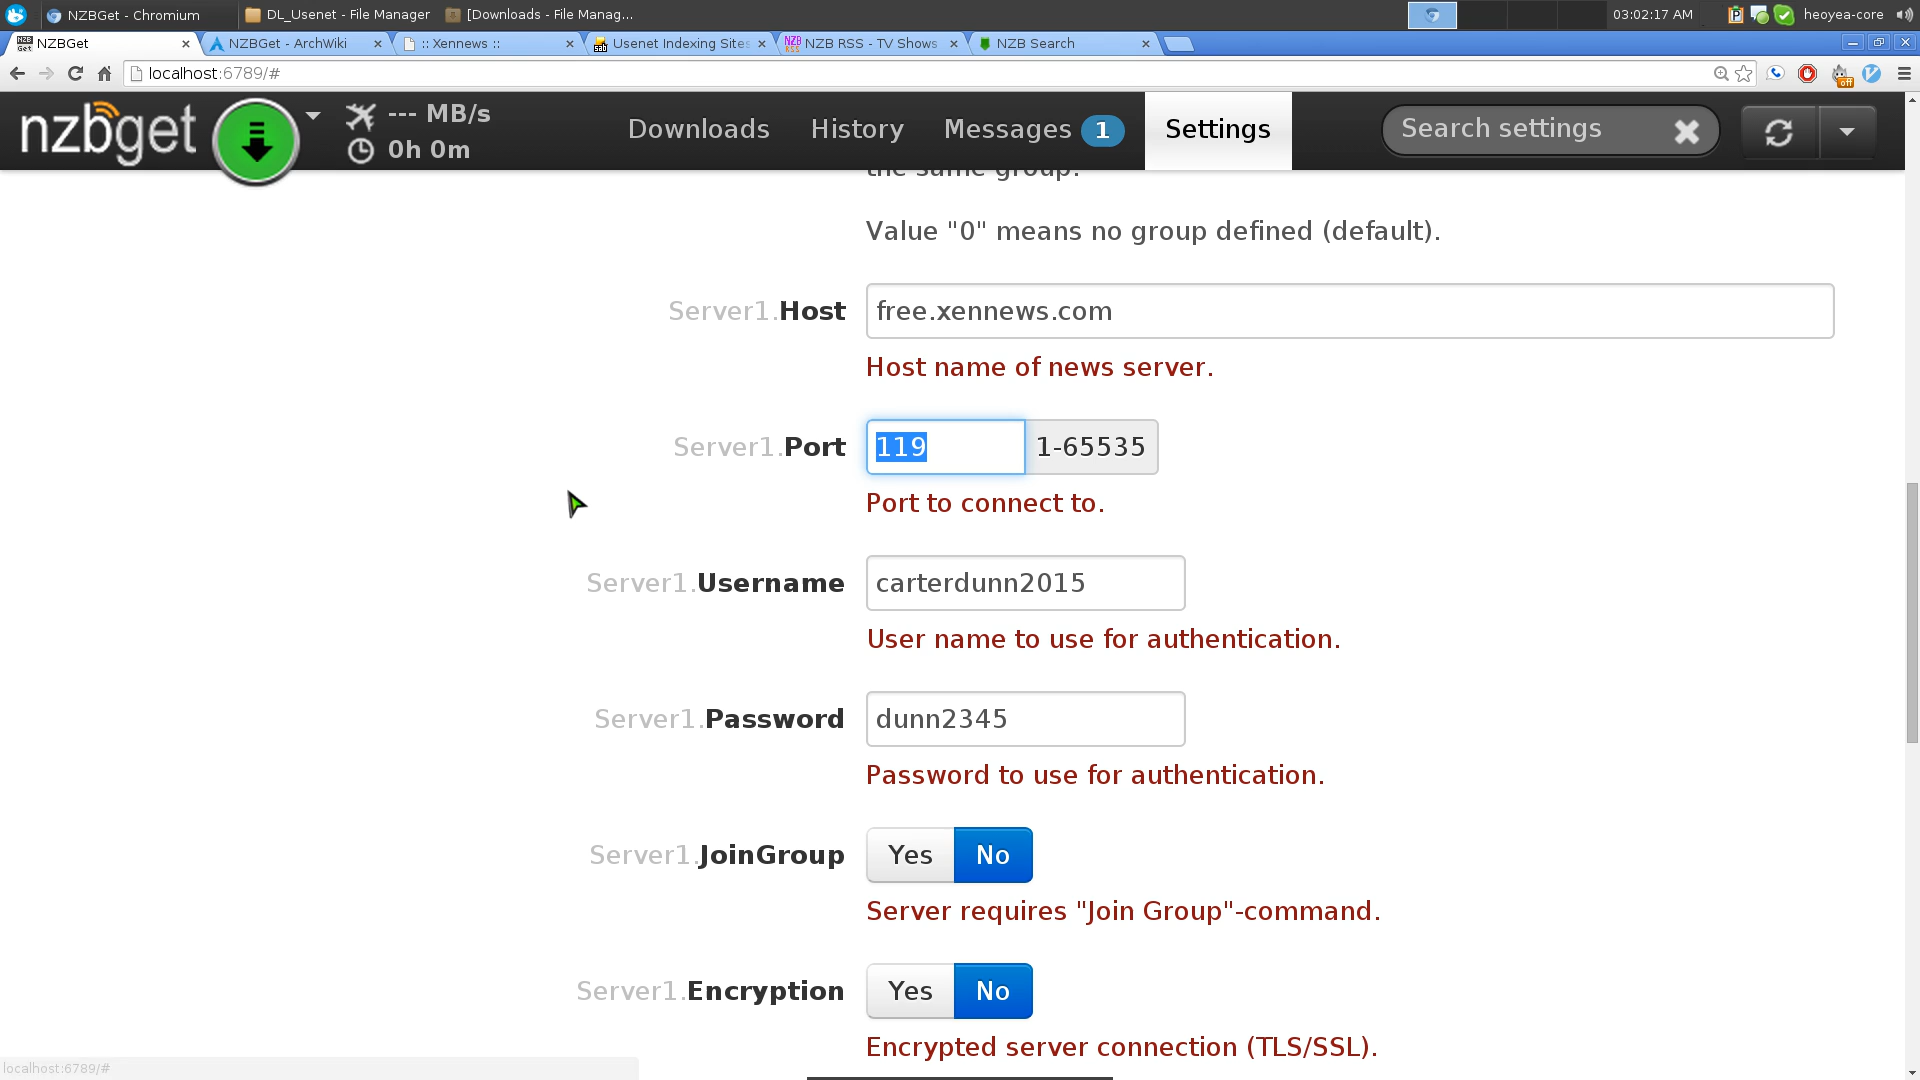 NZBGet - Chromium
DL_Usenet - File Manager
[Downloads - File Manag...
03:02:17 AM
heoyea-core
NZBGet
NZBGet - ArchWiki
:: Xennews ::
Usenet Indexing Sites
NZB RSS - TV Shows
NZB Search
localhost:6789/#
off
nzbget
--- MB/s
0h 0m
Downloads
History
Messages 1
Settings
Search settings
the same group.
Value "0" means no group defined (default).
Server1.Host
free.xennews.com
Host name of news server.
Server1.Port
119
1-65535
Port to connect to.
Server1.Username
carterdunn2015
User name to use for authentication.
Server1.Password
dunn2345
Password to use for authentication.
Server1.JoinGroup
Yes No
Server requires "Join Group"-command.
Server1.Encryption
Yes No
Encrypted server connection (TLS/SSL).
localhost:6789/#